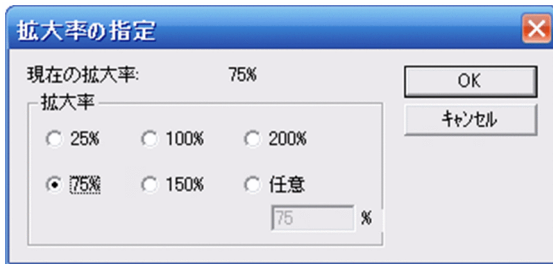 拡大率の指定
現在の拡大率: 75%
OK
キャンセル
拡大率
25% 100% 200%
75% 150% 任意
75 %